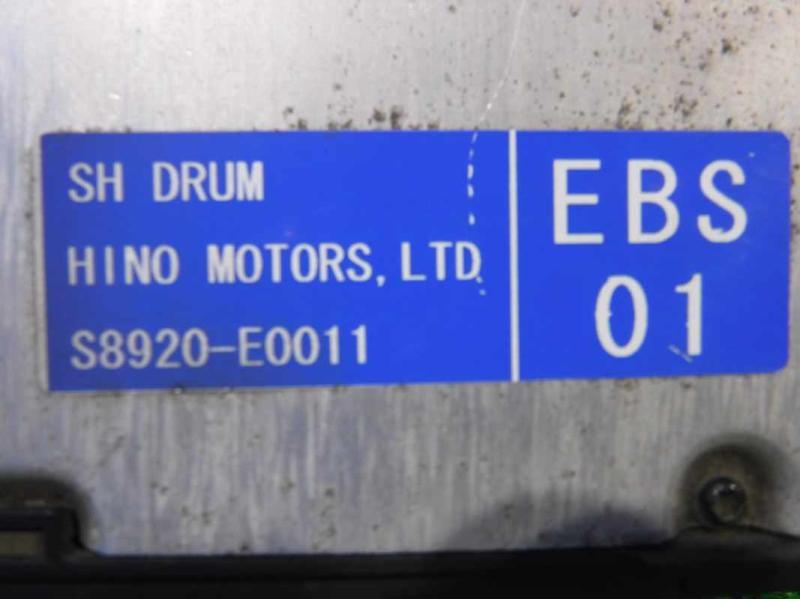 SH DRUM
HINO MOTORS,LTD
S8920-E0011
EBS
01